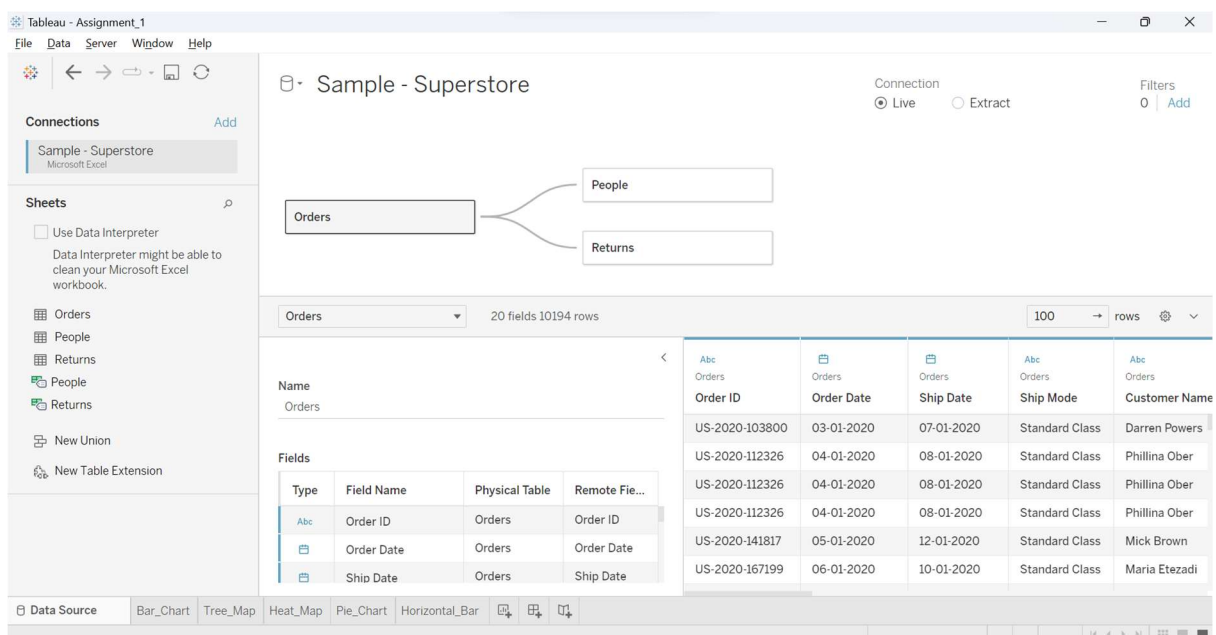 Tableau - Assignment_1
File Data Server Window Help
Sample - Superstore
Connection
Live Extract
Filters
0 Add
Connections Add
Sample - Superstore
Microsoft Excel
Sheets
Use Data Interpreter
Data Interpreter might be able to
clean your Microsoft Excel
workbook.
Orders
People
Returns
People
Returns
New Union
New Table Extension
Orders
People
Returns
Orders 20 fields 10194 rows 100 → rows
Name
Orders
Fields
Type Field Name Physical Table Remote Fie...
Abc Order ID Orders Order ID
Order Date Orders Order Date
Ship Date Orders Ship Date
Abc Abc Abc
Orders Orders Orders Orders Orders
Order ID Order Date Ship Date Ship Mode Customer Name
US-2020-103800 03-01-2020 07-01-2020 Standard Class Darren Powers
US-2020-112326 04-01-2020 08-01-2020 Standard Class Phillina Ober
US-2020-112326 04-01-2020 08-01-2020 Standard Class Phillina Ober
US-2020-112326 04-01-2020 08-01-2020 Standard Class Phillina Ober
US-2020-141817 05-01-2020 12-01-2020 Standard Class Mick Brown
US-2020-167199 06-01-2020 10-01-2020 Standard Class Maria Etezadi
Data Source Bar_Chart Tree_Map Heat_Map Pie_Chart Horizontal_Bar